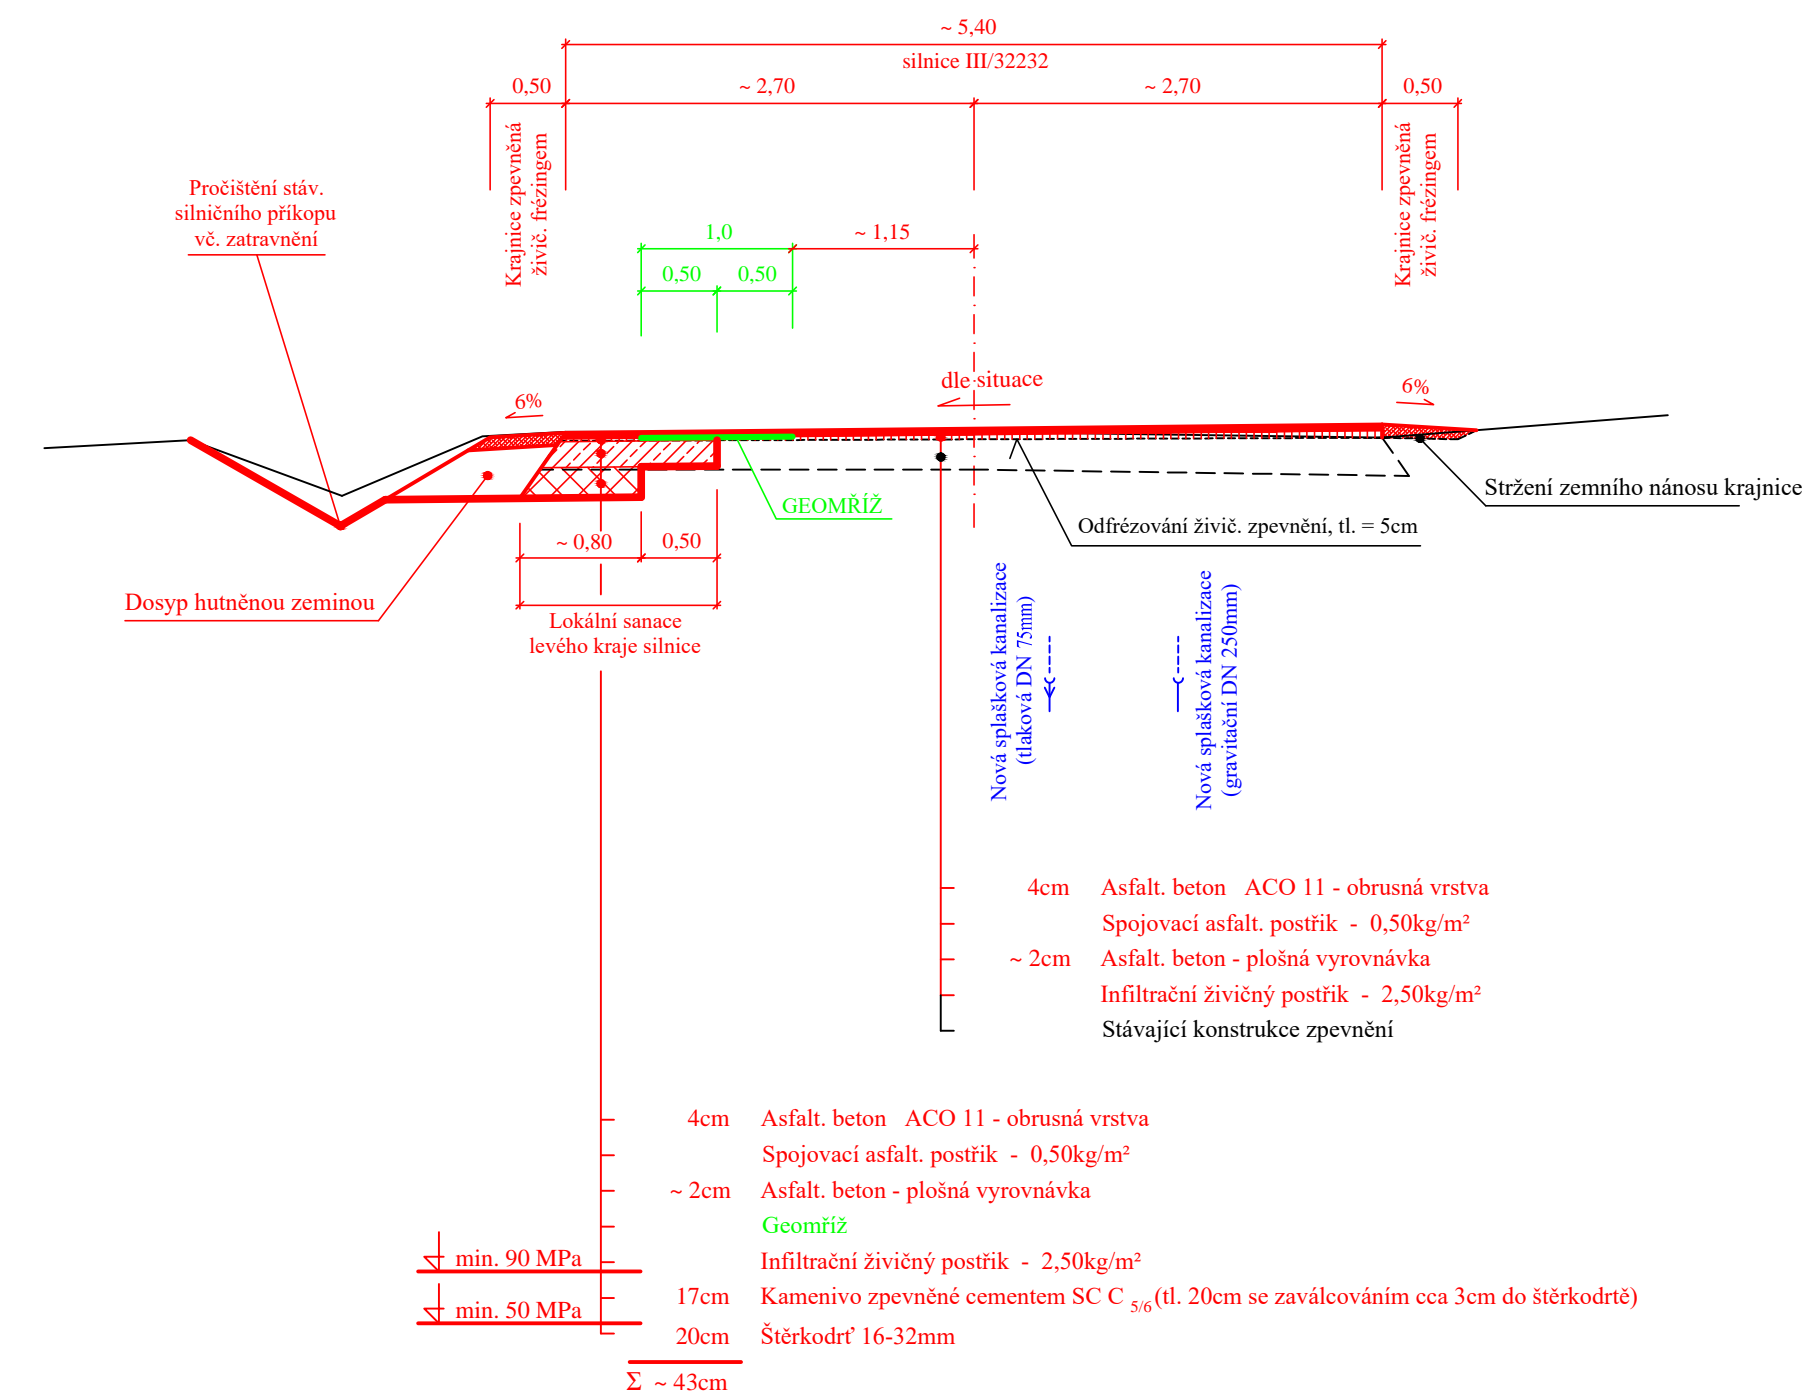 ~ 5,40
silnice III/32232
0,50
~ 2,70
~ 2,70
0,50
Krajnice zpevněná
živič. frézingem
Krajnice zpevněná
živič. frézingem
Pročištění stáv.
silničního příkopu
vč. zatravnění
1,0
~ 1,15
0,50
0,50
dle situace
6%
6%
GEOMŘÍŽ
Stržení zemního nánosu krajnice
Odfrézování živič. zpevnění, tl. = 5cm
~ 0,80
0,50
Dosyp hutněnou zeminou
Lokální sanace
levého kraje silnice
Nová splašková kanalizace
(tlaková DN 75mm)
Nová splašková kanalizace
(gravitační DN 250mm)
4cm Asfalt. beton ACO 11 - obrusná vrstva
Spojovací asfalt. postřik - 0,50kg/m²
~ 2cm Asfalt. beton - plošná vyrovnávka
Infiltrační živičný postřik - 2,50kg/m²
Stávající konstrukce zpevnění
4cm Asfalt. beton ACO 11 - obrusná vrstva
Spojovací asfalt. postřik - 0,50kg/m²
~ 2cm Asfalt. beton - plošná vyrovnávka
Geomříž
min. 90 MPa Infiltrační živičný postřik - 2,50kg/m²
17cm Kamenivo zpevněné cementem SC C 5/6 (tl. 20cm se zaválcováním cca 3cm do štěrkodrtě)
min. 50 MPa
20cm Štěrkodrť 16-32mm
Σ ~ 43cm